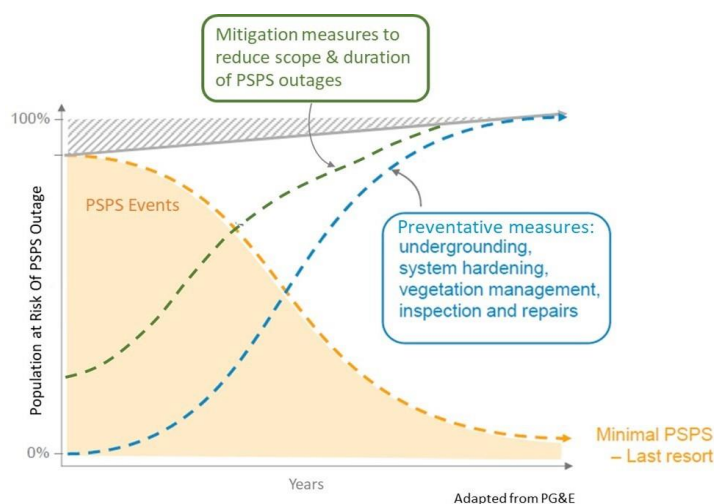 Mitigation measures to
reduce scope & duration
of PSPS outages
100%
PSPS Events
Preventative measures:
undergrounding,
system hardening,
vegetation management,
inspection and repairs
Population at Risk Of PSPS Outage
0%
Minimal PSPS
– Last resort
Years
Adapted from PG&E